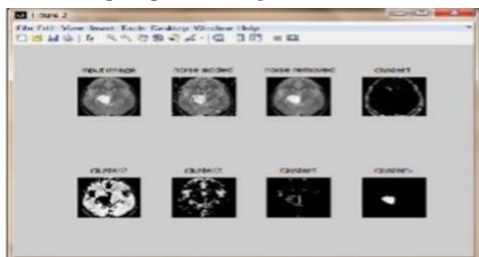 Figure 2
File Edit View Insert Tools Desktop Window Help
input image noise added noise removed cluster1
cluster2 cluster3 cluster4 cluster5